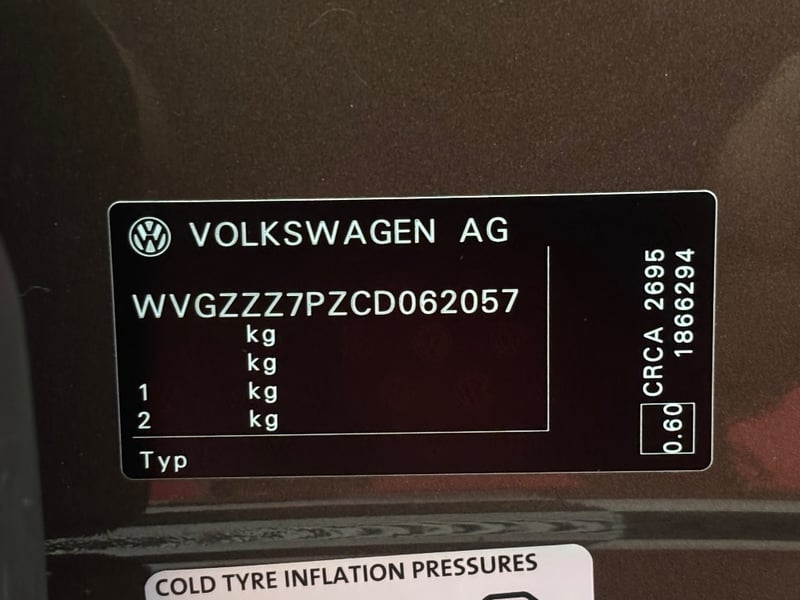 VOLKSWAGEN AG
WVGZZZ7PZCD062057
kg
kg
1 kg
2 kg
Typ
CRCA 2695
1866294
0.60
COLD TYRE INFLATION PRESSURES